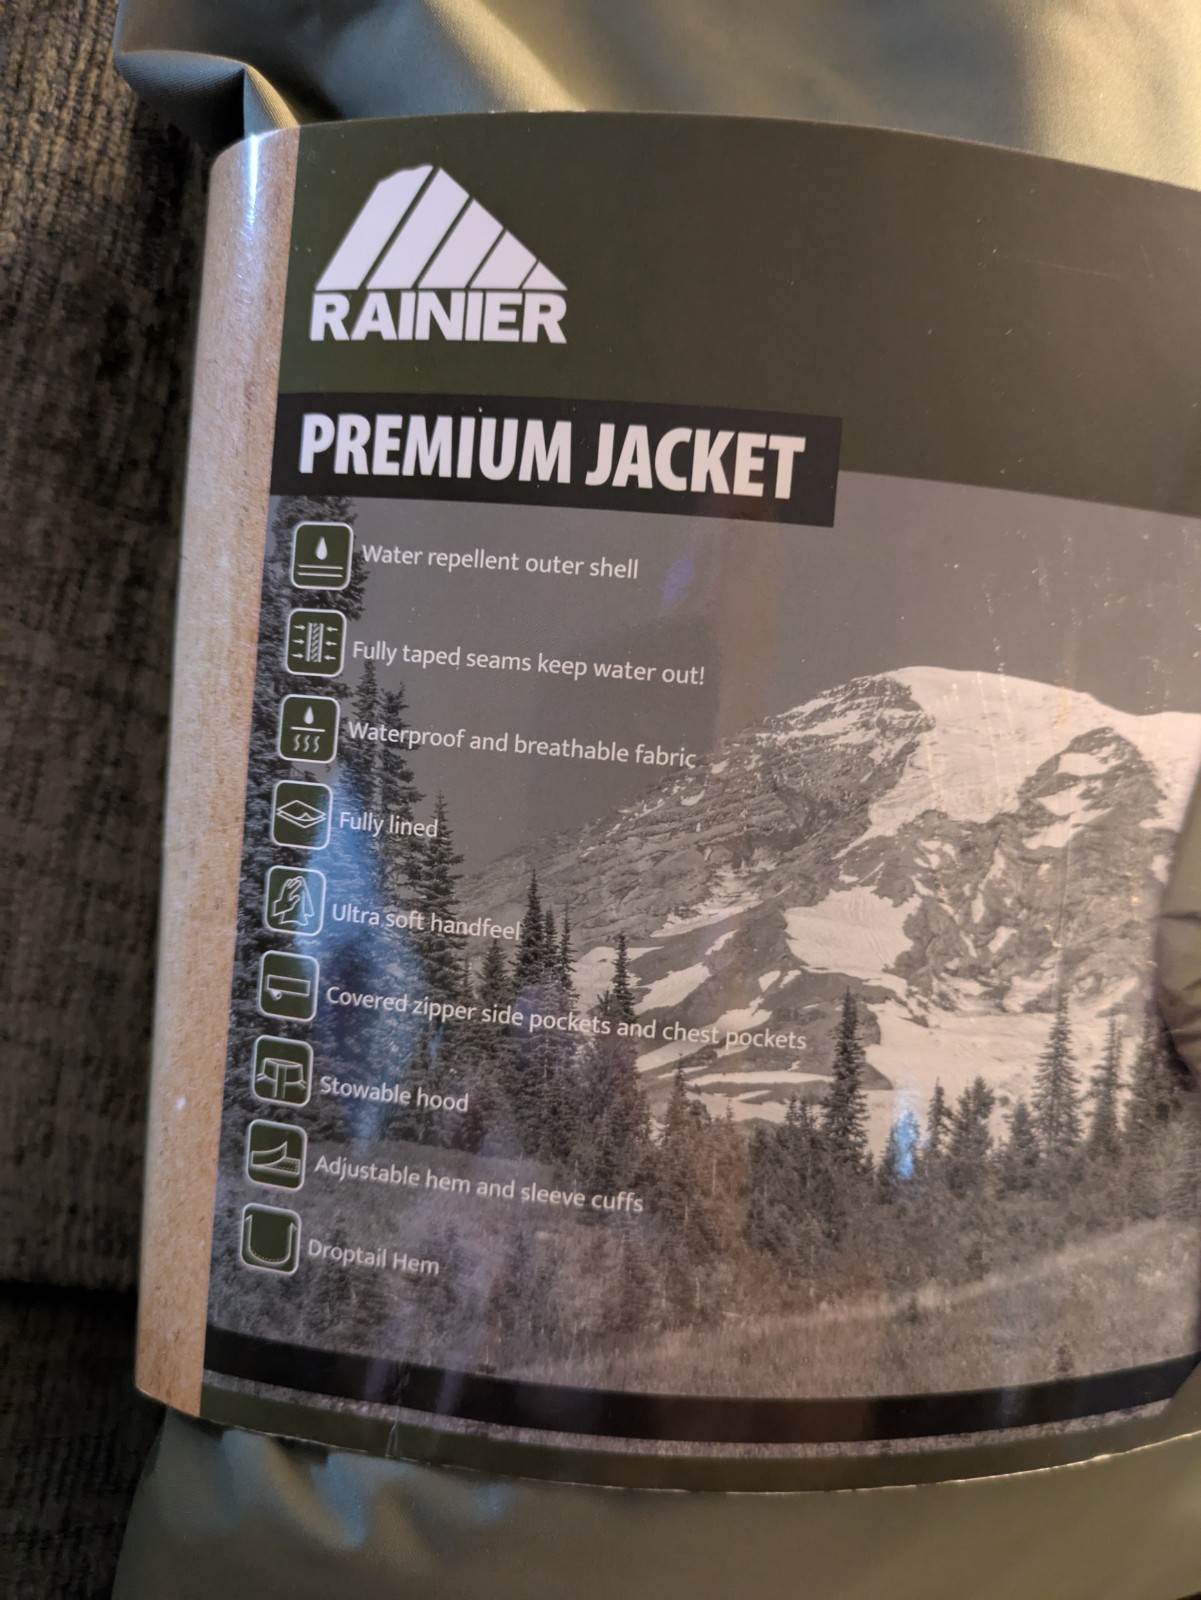 RAINIER
PREMIUM JACKET
Water repellent outer shell
Fully taped seams keep water out!
Waterproof and breathable fabric
Fully lined
Ultra soft handfeel
Covered zipper side pockets and chest pockets
Stowable hood
Adjustable hem and sleeve cuffs
Droptail Hem